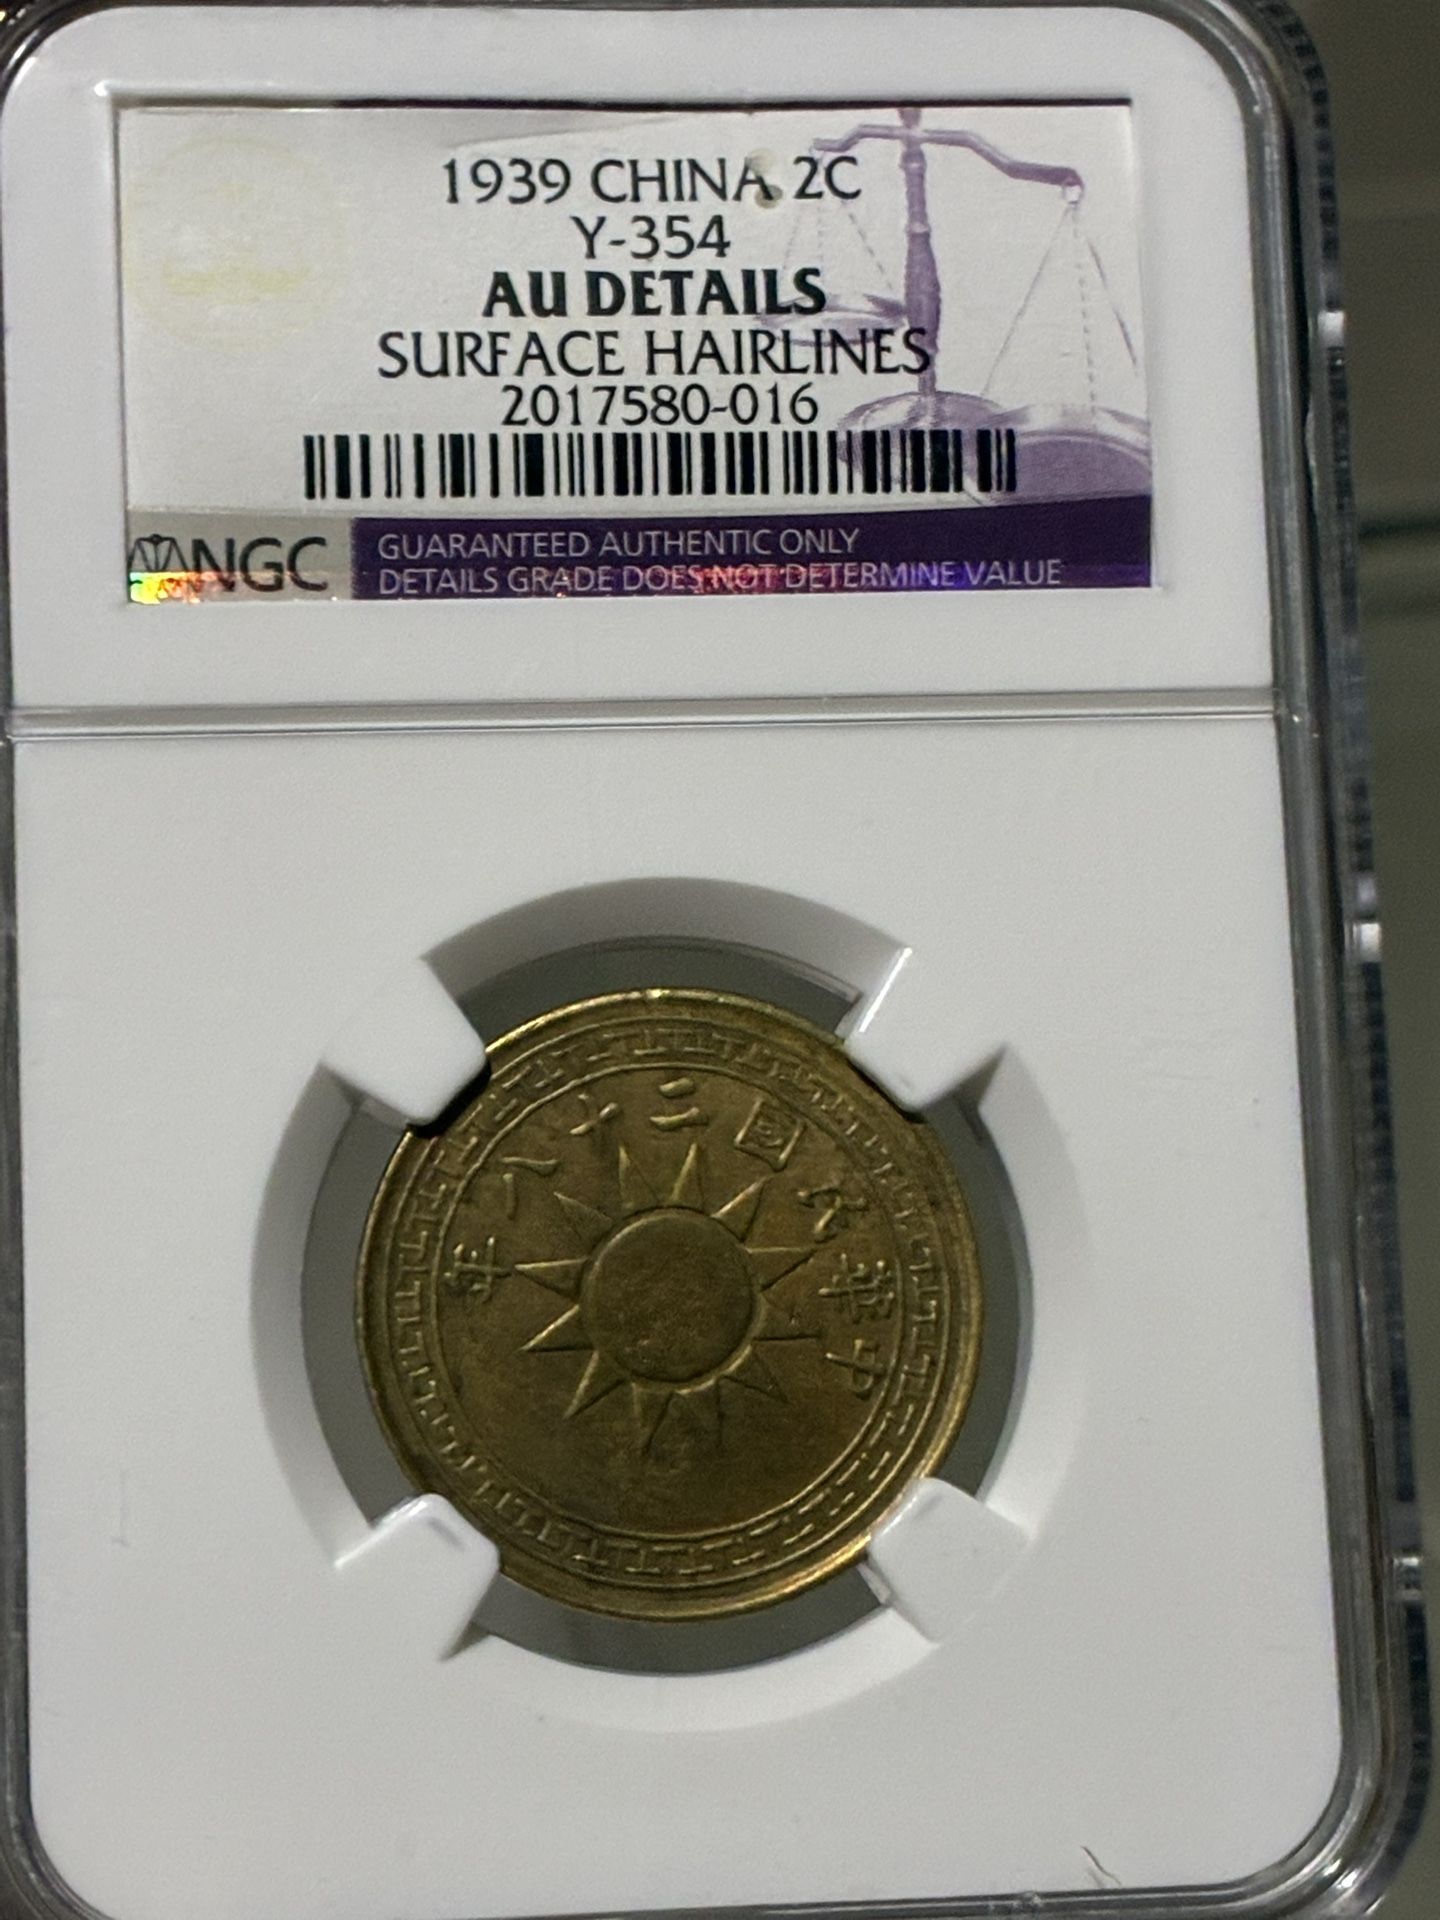 1939 CHINA 2C
Y-354
AU DETAILS
SURFACE HAIRLINES
2017580-016
NGC
GUARANTEED AUTHENTIC ONLY
DETAILS GRADE DOES NOT DETERMINE VALUE
中華民國二十八年